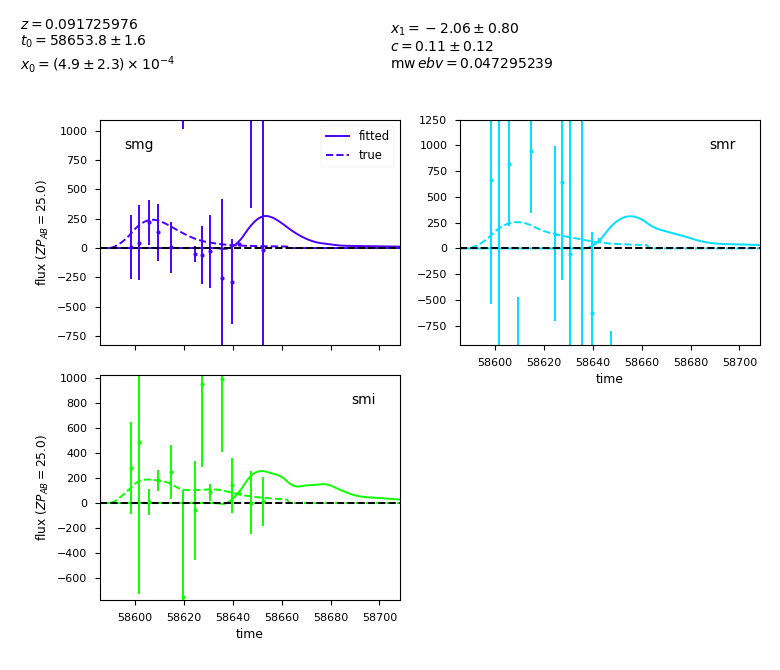 z = 0.091725976
t₀ = 58653.8 ± 1.6
x₀ = (4.9 ± 2.3) × 10⁻⁴
x₁ = −2.06 ± 0.80
c = 0.11 ± 0.12
mw ebv = 0.047295239
smg
fitted
true
1000
750
500
250
0
−250
−500
−750
flux (ZP_AB = 25.0)
smr
1250
1000
750
500
250
0
−250
−500
−750
58600 58620 58640 58660 58680 58700
time
smi
1000
800
600
400
200
0
−200
−400
−600
flux (ZP_AB = 25.0)
58600 58620 58640 58660 58680 58700
time